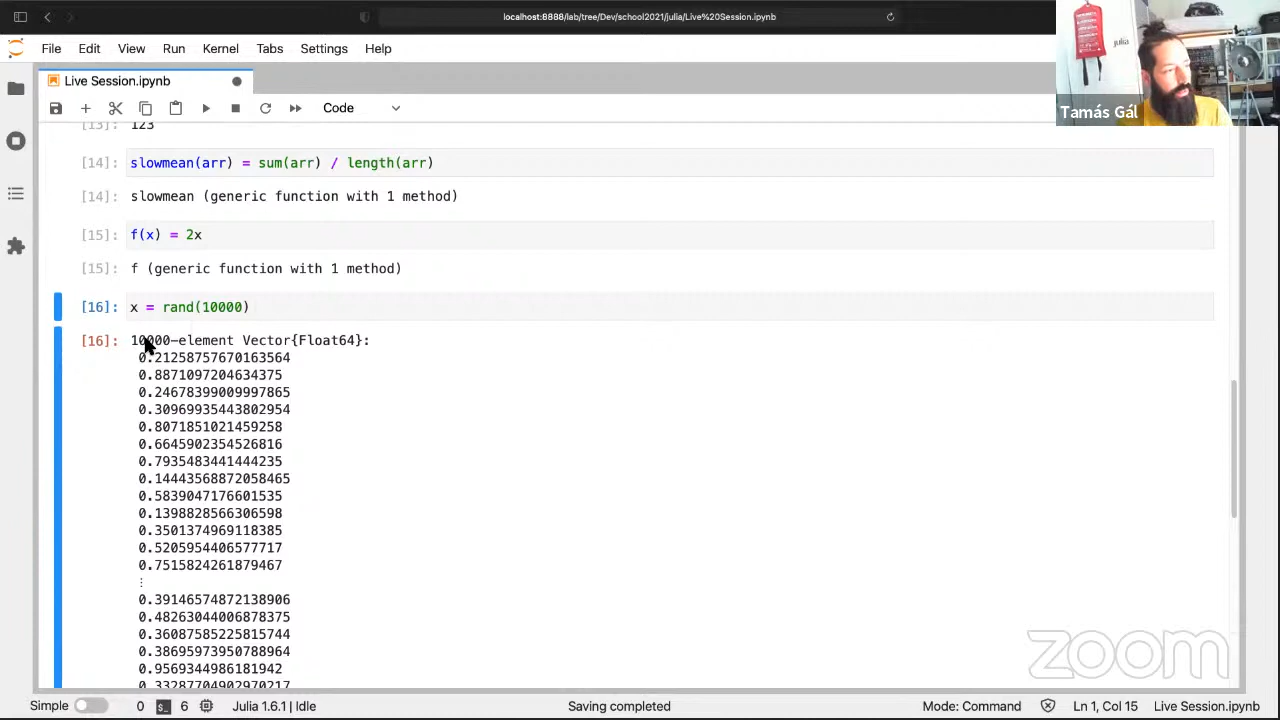 localhost:8888/lab/tree/Dev/school2021/julia/Live%20Session.ipynb
File Edit View Run Kernel Tabs Settings Help
julia
Tamás Gál
Live Session.ipynb
Code
[13]: 123
[14]: slowmean(arr) = sum(arr) / length(arr)
[14]: slowmean (generic function with 1 method)
[15]: f(x) = 2x
[15]: f (generic function with 1 method)
[16]: x = rand(10000)
[16]: 10000-element Vector{Float64}:
0.21258757670163564
0.8871097204634375
0.24678399009997865
0.30969935443802954
0.8071851021459258
0.6645902354526816
0.7935483441444235
0.14443568872058465
0.5839047176601535
0.1398828566306598
0.3501374969118385
0.5205954406577717
0.7515824261879467
⋮
0.39146574872138906
0.48263044006878375
0.36087585225815744
0.38695973950788964
0.9569344986181942
0.33287704902970217
zoom
Simple 0 6 Julia 1.6.1 | Idle Saving completed Mode: Command Ln 1, Col 15 Live Session.ipynb